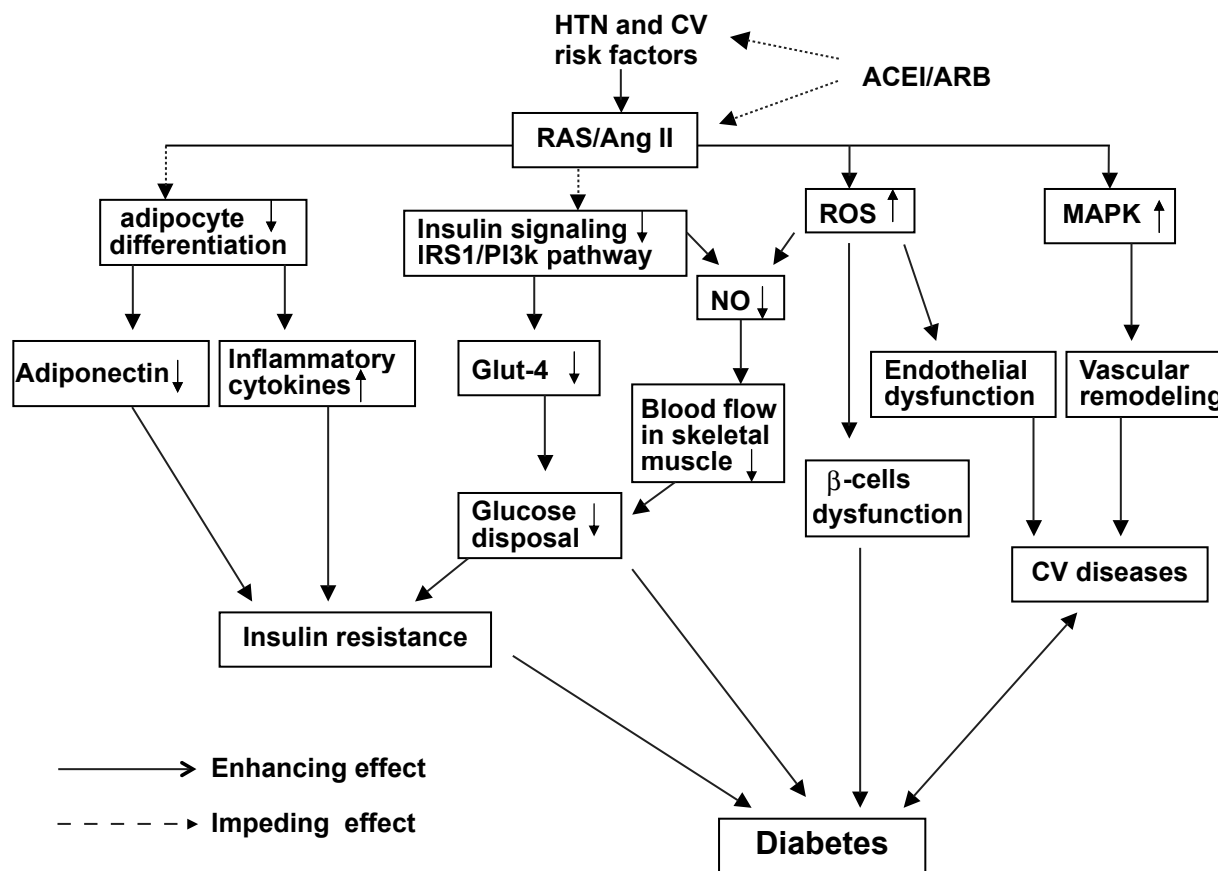 HTN and CV
risk factors
ACEI/ARB
RAS/Ang II
adipocyte
differentiation
Insulin signaling
IRS1/PI3k pathway
ROS
MAPK
NO
Adiponectin
Inflammatory
cytokines
Glut-4
Endothelial
dysfunction
Vascular
remodeling
Blood flow
in skeletal
muscle
β-cells
dysfunction
Glucose
disposal
CV diseases
Insulin resistance
Enhancing effect
Impeding effect
Diabetes